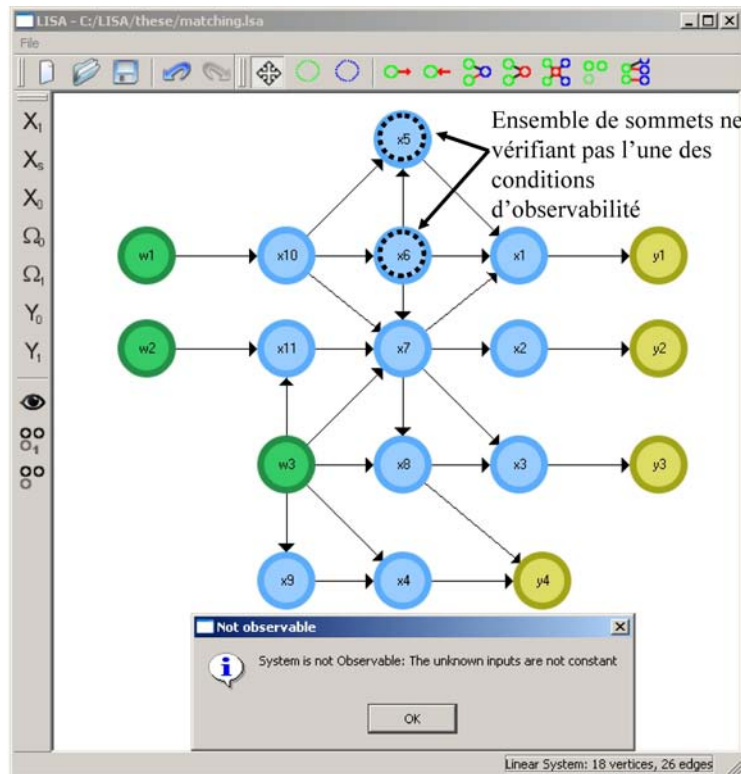 LISA - C:/LISA/these/matching.lsa
File
X1
Xs
X0
Ω0
Ω1
Y0
Y1
1
x5
Ensemble de sommets ne
vérifiant pas l'une des
conditions
d'observabilité
w1
x10
x6
x1
y1
w2
x11
x7
x2
y2
w3
x8
x3
y3
x9
x4
y4
Not observable
System is not Observable: The unknown inputs are not constant
OK
Linear System: 18 vertices, 26 edges